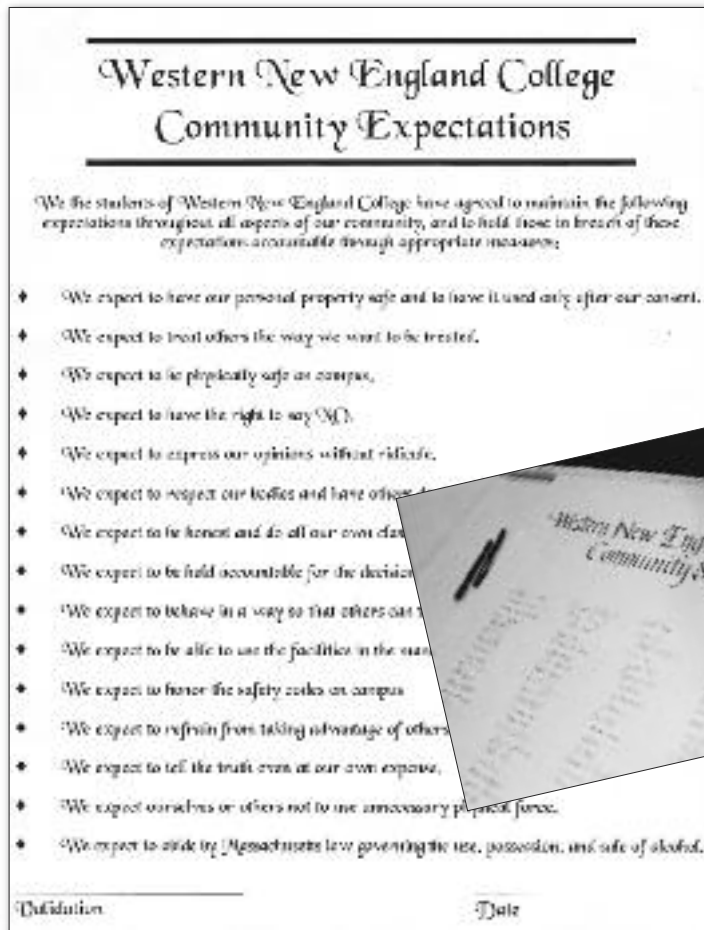 Western New England College
Community Expectations
We the students of Western New England College have agreed to maintain the following
expectations throughout all aspects of our community, and to hold those in breach of these
expectations accountable through appropriate measures:
We expect to have our personal property safe and to have it used only after our consent.
We expect to treat others the way we want to be treated.
We expect to be physically safe on campus.
We expect to have the right to say NO.
We expect to express our opinions without ridicule.
We expect to respect our bodies and have others
We expect to be honest and do all our own
We expect to be held accountable for the decision
We expect to behave in a way so that others can
We expect to be able to use the facilities in the
We expect to honor the safety codes on campus
We expect to refrain from taking advantage of others
We expect to tell the truth even at our own expense.
We expect ourselves or others not to use unnecessary physical force.
We expect to abide by Massachusetts law governing the use, possession, and sale of alcohol.
Validation
Date
Western New
Community